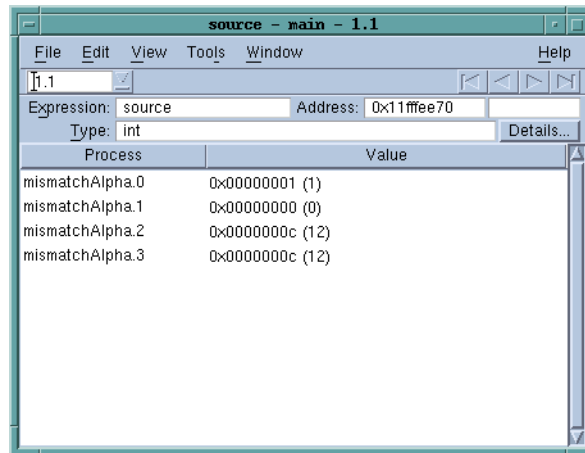 source - main - 1.1
File Edit View Tools Window Help
1.1
Expression: source Address: 0x11fffee70
Type: int Details...
Process Value
mismatchAlpha.0 0x00000001 (1)
mismatchAlpha.1 0x00000000 (0)
mismatchAlpha.2 0x0000000c (12)
mismatchAlpha.3 0x0000000c (12)